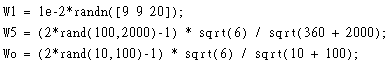 W1 = 1e-2*randn([9 9 20]);
W5 = (2*rand(100,2000)-1) * sqrt(6) / sqrt(360 + 2000);
Wo = (2*rand(10,100)-1) * sqrt(6) / sqrt(10 + 100);